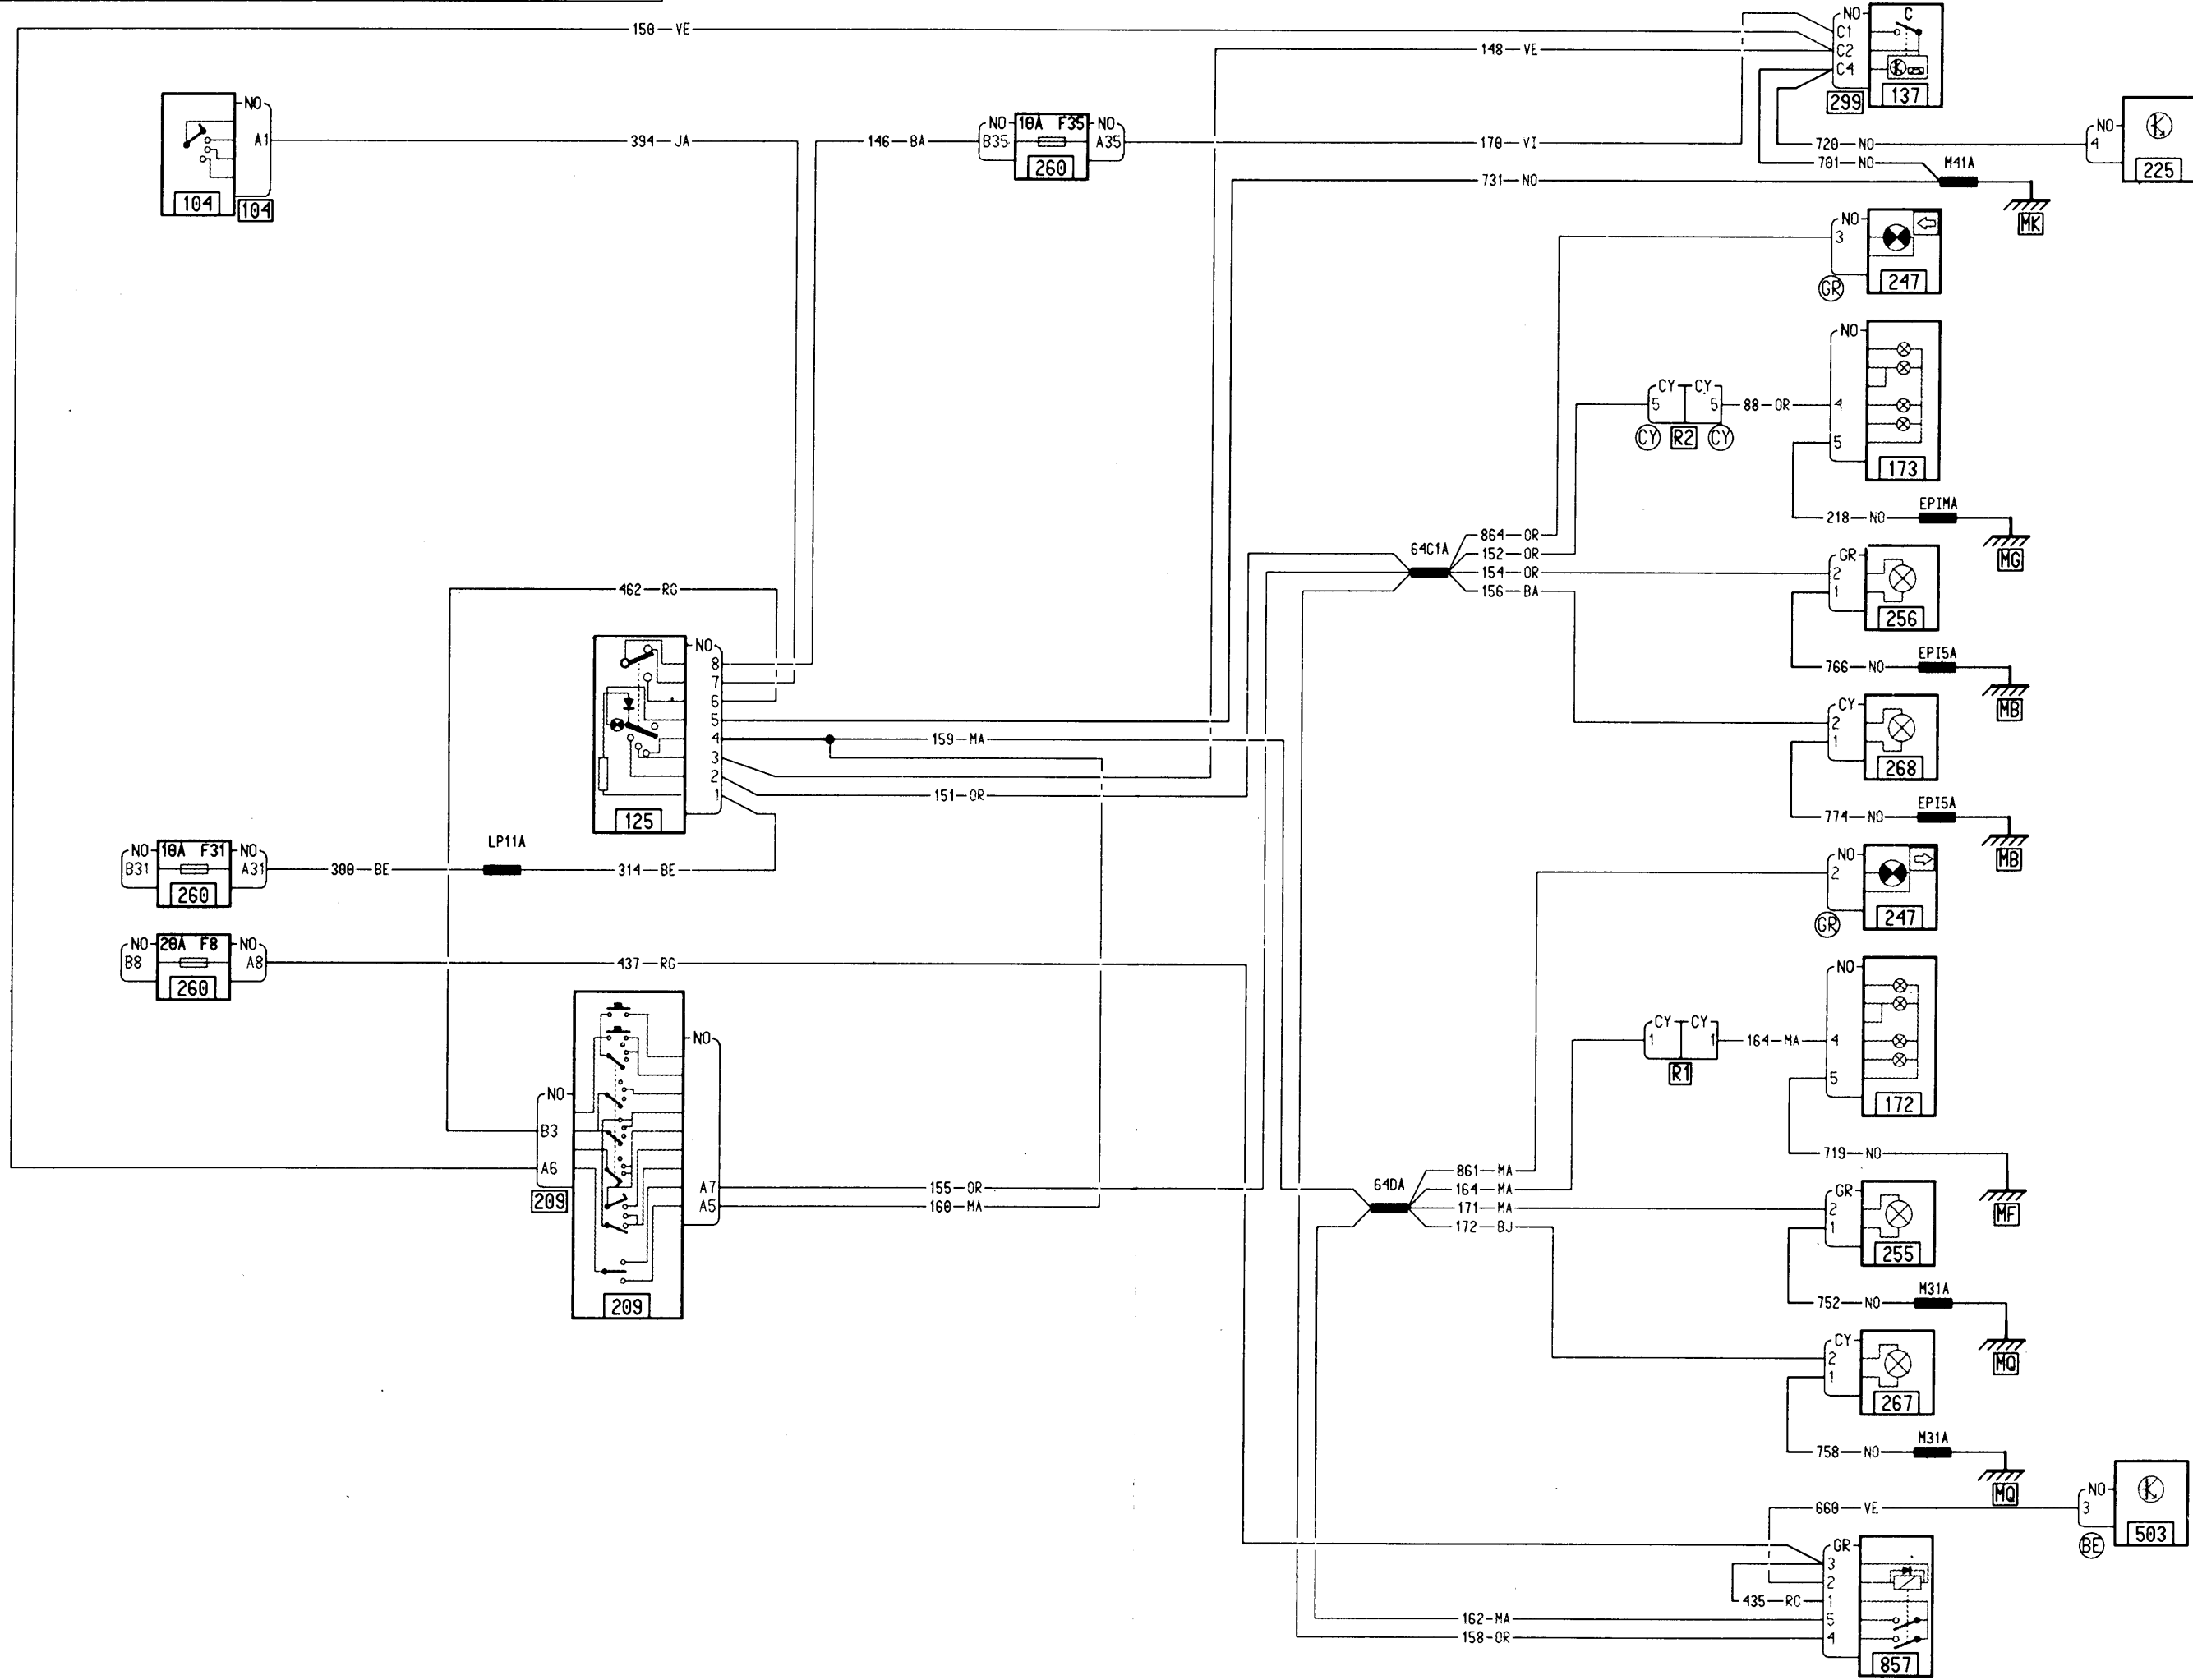 150 VE
NO
C
C1
148 VE
C2
C4
299
137
NO
A1
104
104
394 JA
146 BA
NO
10A F35
NO
B35
A35
260
170 VI
720 NO
NO
4
225
701 NO
M41A
731 NO
MK
NO
3
GR
247
NO
CY
CY
5
5
88 OR
4
CY
R2
CY
5
173
218 NO
EPIMA
MG
864 OR
64C1A
152 OR
154 OR
156 BA
GR
2
1
256
766 NO
EPI5A
MB
462 RG
NO
8
7
6
5
4
3
2
1
125
159 MA
151 OR
CY
2
1
268
774 NO
EPI5A
MB
LP11A
NO
10A F31
NO
B31
A31
260
300 BE
314 BE
NO
2
GR
247
NO
20A F8
NO
B8
A8
260
437 RG
NO
CY
CY
1
1
164 MA
4
R1
5
172
719 NO
MF
NO
NO
B3
A6
209
A7
A5
209
155 OR
160 MA
861 MA
64DA
164 MA
171 MA
172 BJ
GR
2
1
255
752 NO
M31A
MQ
CY
2
1
267
758 NO
M31A
MQ
660 VE
NO
3
BE
503
GR
3
2
435 RC
1
162 MA
5
158 OR
4
857